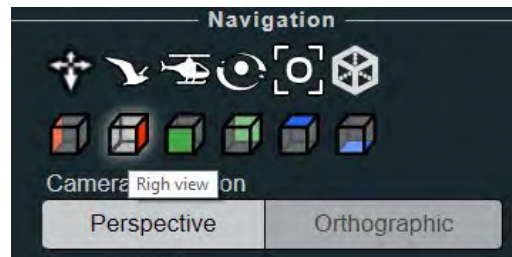 Navigation
Camera
Righ view
on
Perspective
Orthographic